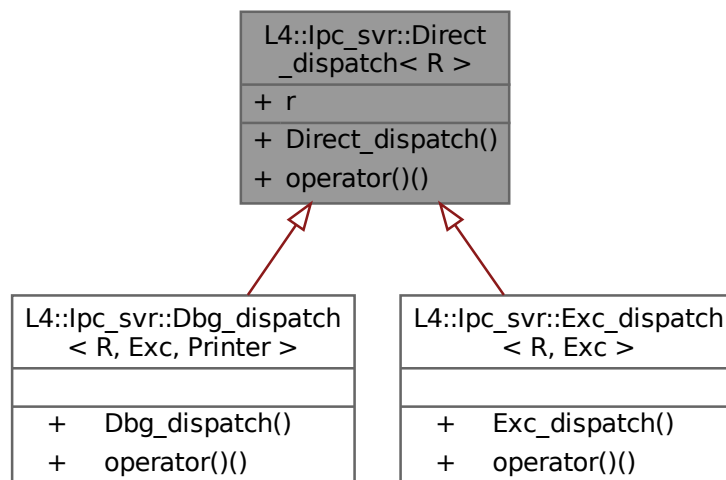 L4::Ipc_svr::Direct
_dispatch< R >
+ r
+ Direct_dispatch()
+ operator()()
L4::Ipc_svr::Dbg_dispatch
< R, Exc, Printer >
+ Dbg_dispatch()
+ operator()()
L4::Ipc_svr::Exc_dispatch
< R, Exc >
+ Exc_dispatch()
+ operator()()